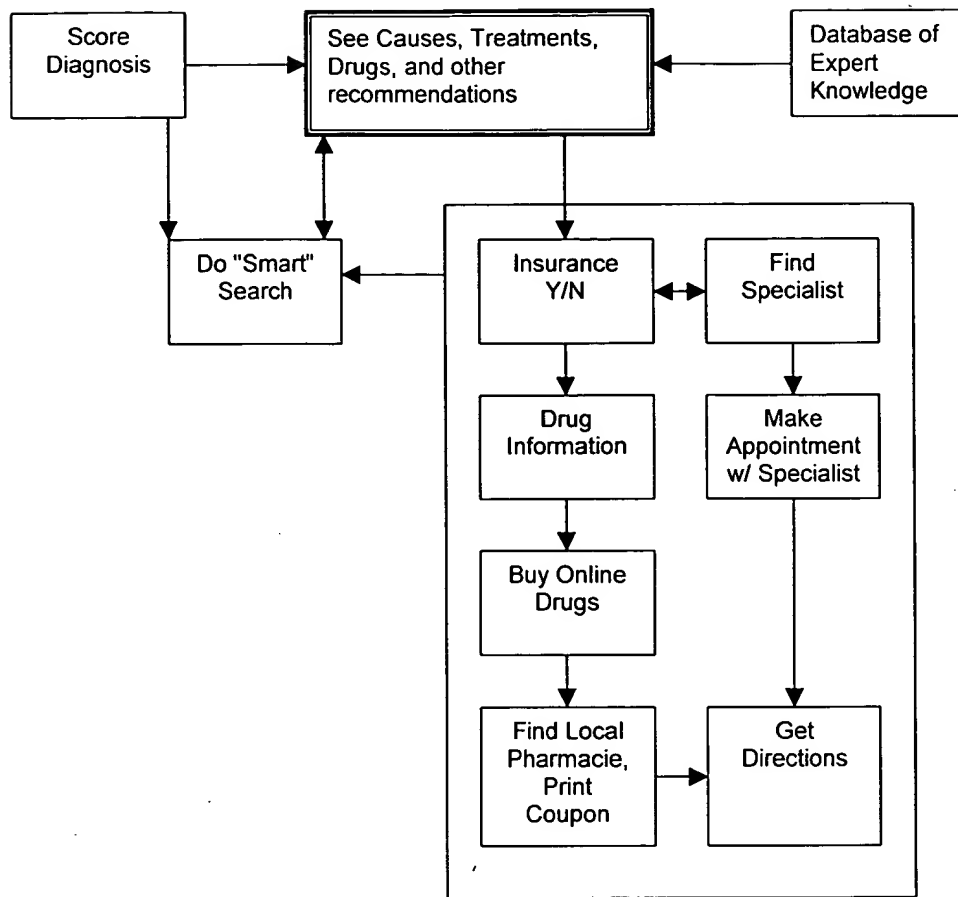 Score
Diagnosis
See Causes, Treatments,
Drugs, and other
recommendations
Database of
Expert
Knowledge
Do "Smart"
Search
Insurance
Y/N
Find
Specialist
Drug
Information
Make
Appointment
w/ Specialist
Buy Online
Drugs
Find Local
Pharmacie,
Print
Coupon
Get
Directions